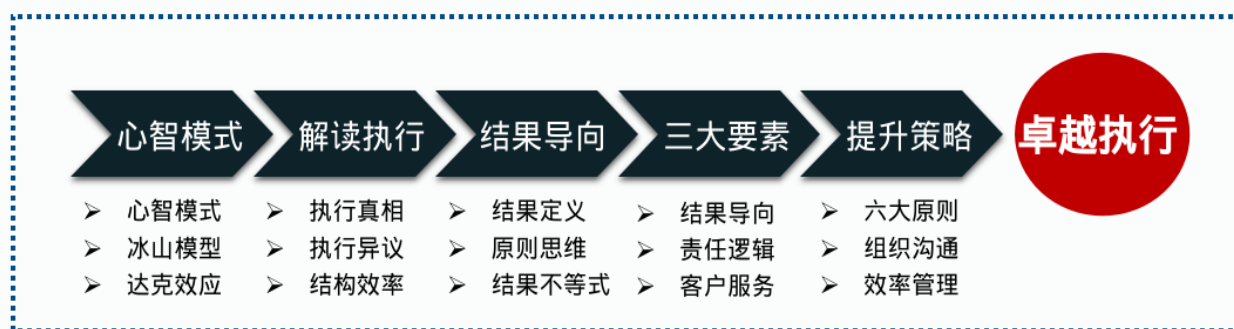 心智模式
解读执行
结果导向
三大要素
提升策略
卓越执行
➢ 心智模式
➢ 冰山模型
➢ 达克效应
➢ 执行真相
➢ 执行异议
➢ 结构效率
➢ 结果定义
➢ 原则思维
➢ 结果不等式
➢ 结果导向
➢ 责任逻辑
➢ 客户服务
➢ 六大原则
➢ 组织沟通
➢ 效率管理